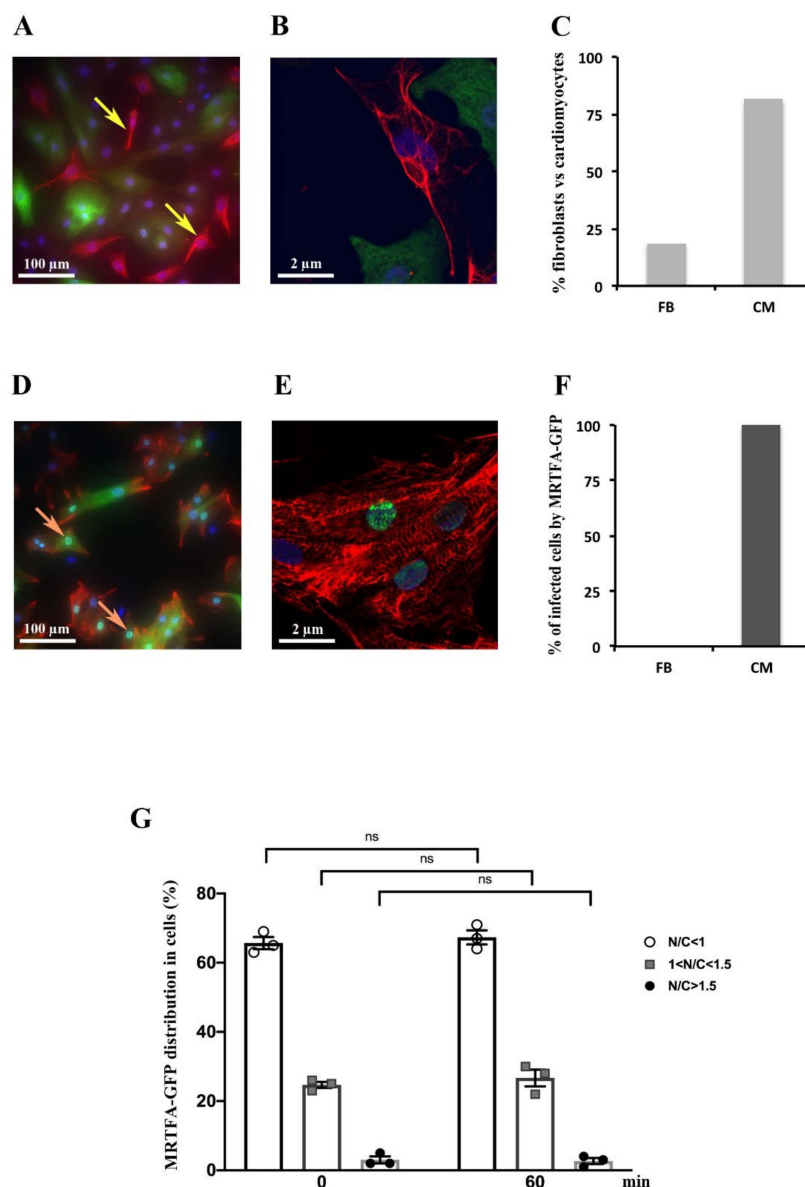 A
B
C
100 µm
2 µm
% fibroblasts vs cardiomyocytes
100
75
50
25
0
FB
CM
D
E
F
100 µm
2 µm
% of infected cells by MRTFA-GFP
100
75
50
25
0
FB
CM
G
ns
ns
ns
MRTFA-GFP distribution in cells (%)
80
60
40
20
0
0
60
min
N/C<1
1<N/C<1.5
N/C>1.5